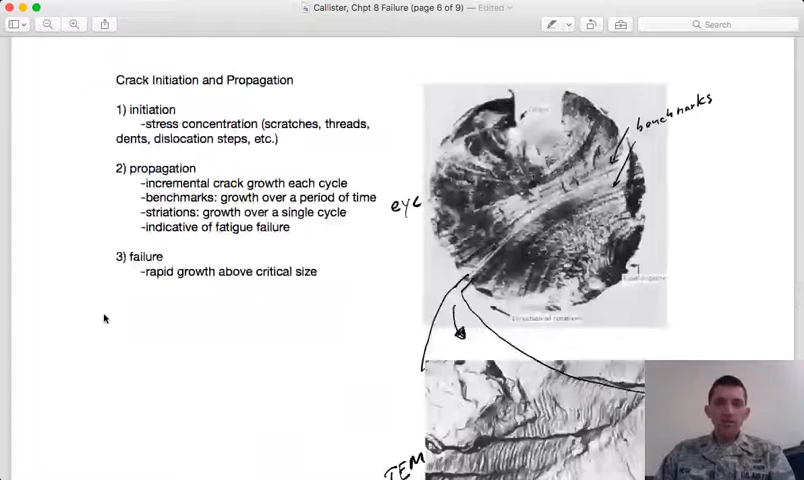 Callister, Chpt 8 Failure (page 6 of 9) — Edited
Search
Crack Initiation and Propagation
1) initiation
-stress concentration (scratches, threads,
dents, dislocation steps, etc.)
2) propagation
-incremental crack growth each cycle
-benchmarks: growth over a period of time
-striations: growth over a single cycle
-indicative of fatigue failure
3) failure
-rapid growth above critical size
benchmarks
eye
TEM